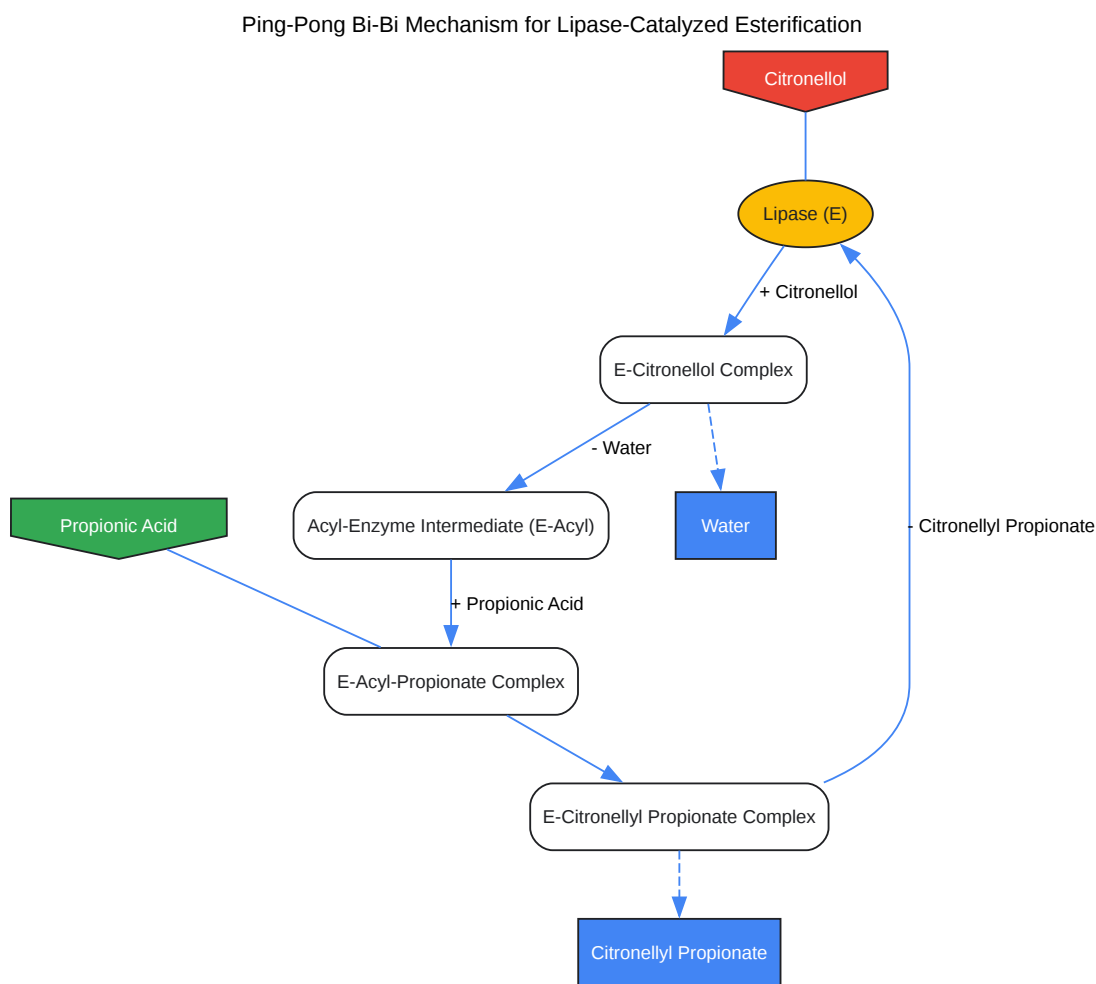 Ping-Pong Bi-Bi Mechanism for Lipase-Catalyzed Esterification
Citronellol
Lipase (E)
+ Citronellol
E-Citronellol Complex
- Water
Propionic Acid
Acyl-Enzyme Intermediate (E-Acyl)
Water
- Citronellyl Propionate
+ Propionic Acid
E-Acyl-Propionate Complex
E-Citronellyl Propionate Complex
Citronellyl Propionate